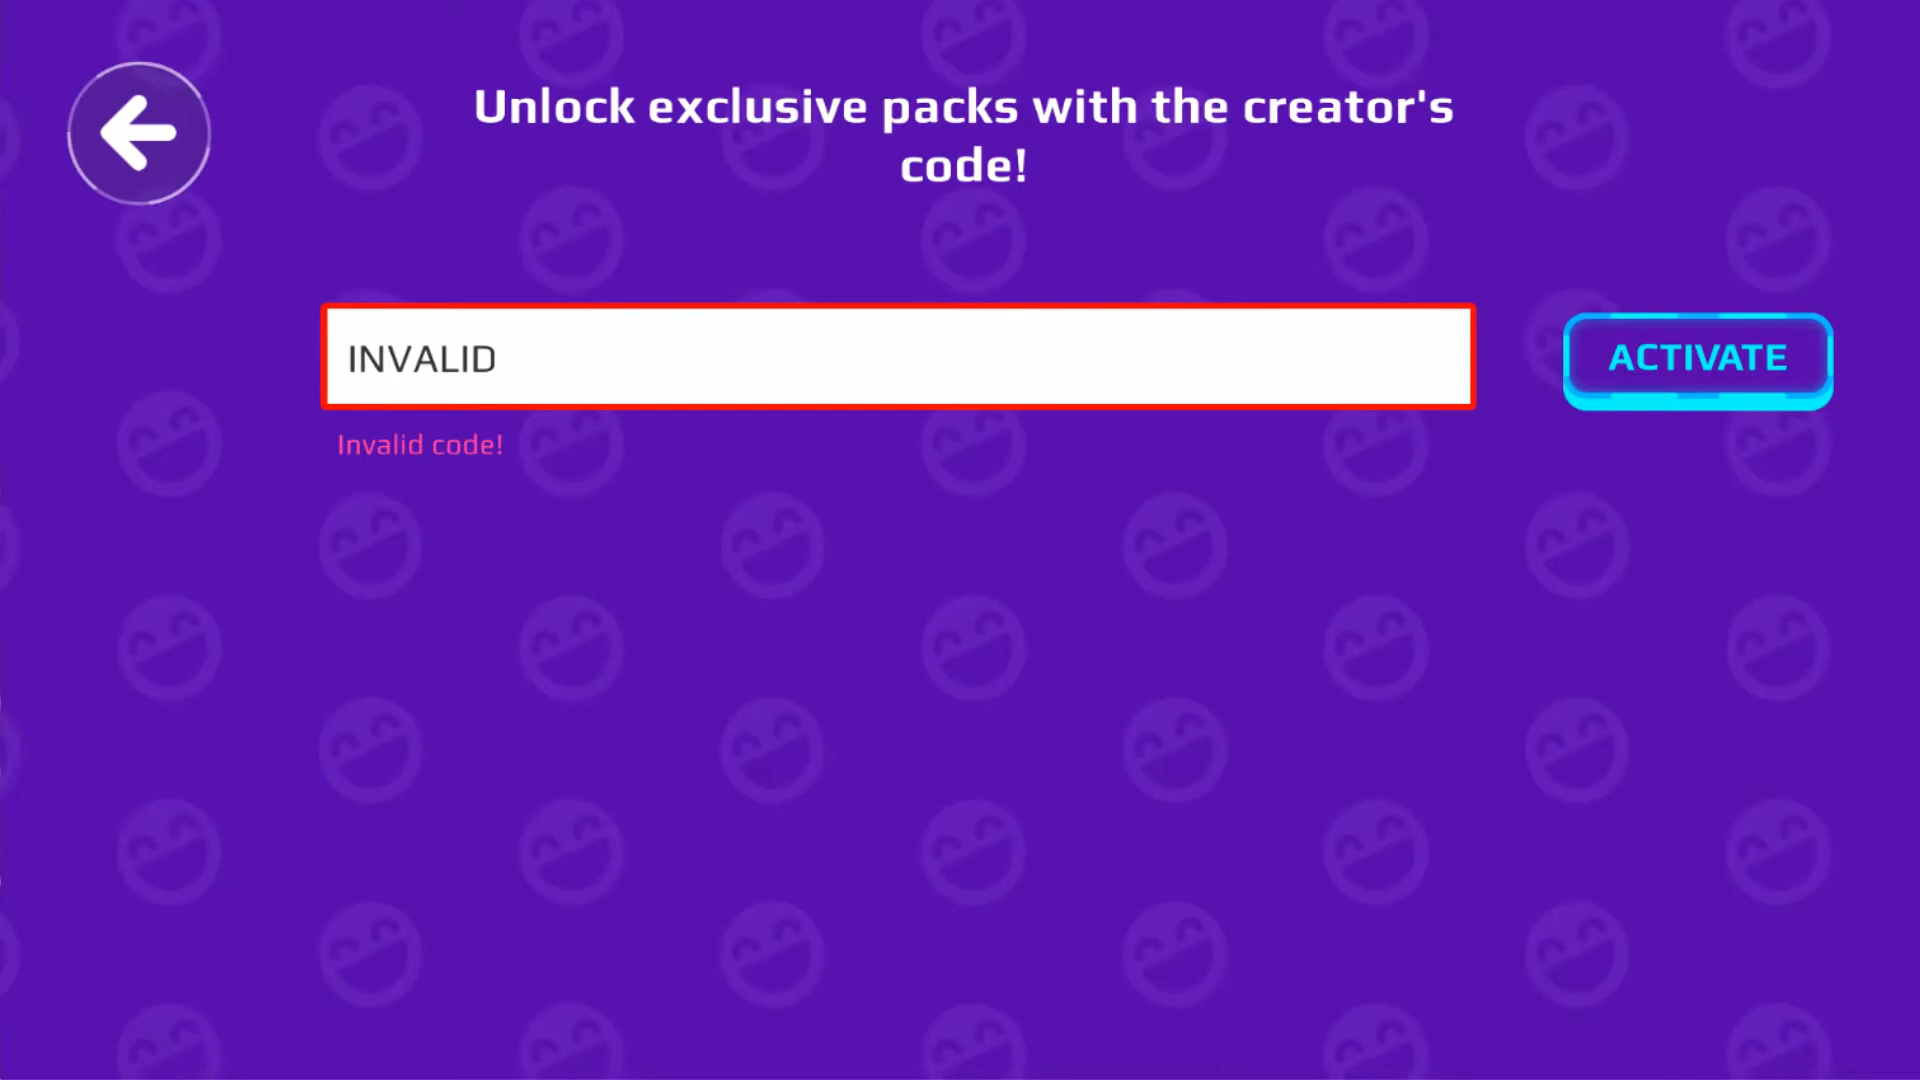 Unlock exclusive packs with the creator's
code!
INVALID
ACTIVATE
Invalid code!